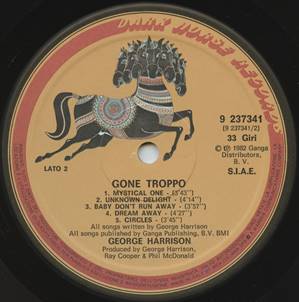 DARK HORSE RECORDS
9 237341
[9 237341/2]
33 Giri
℗ 1982 Ganga
Distributors,
B. V.
S.I.A.E.
LATO 2
GONE TROPPO
1. MYSTICAL ONE - (3'43")
2. UNKNOWN DELIGHT - (4'14")
3. BABY DON'T RUN AWAY - (3'52")
4. DREAM AWAY - (4'27")
5. CIRCLES - (3'45")
All songs written by George Harrison
All songs published by Ganga Publishing, B.V. BMI
GEORGE HARRISON
Produced by George Harrison,
Ray Cooper & Phil McDonald